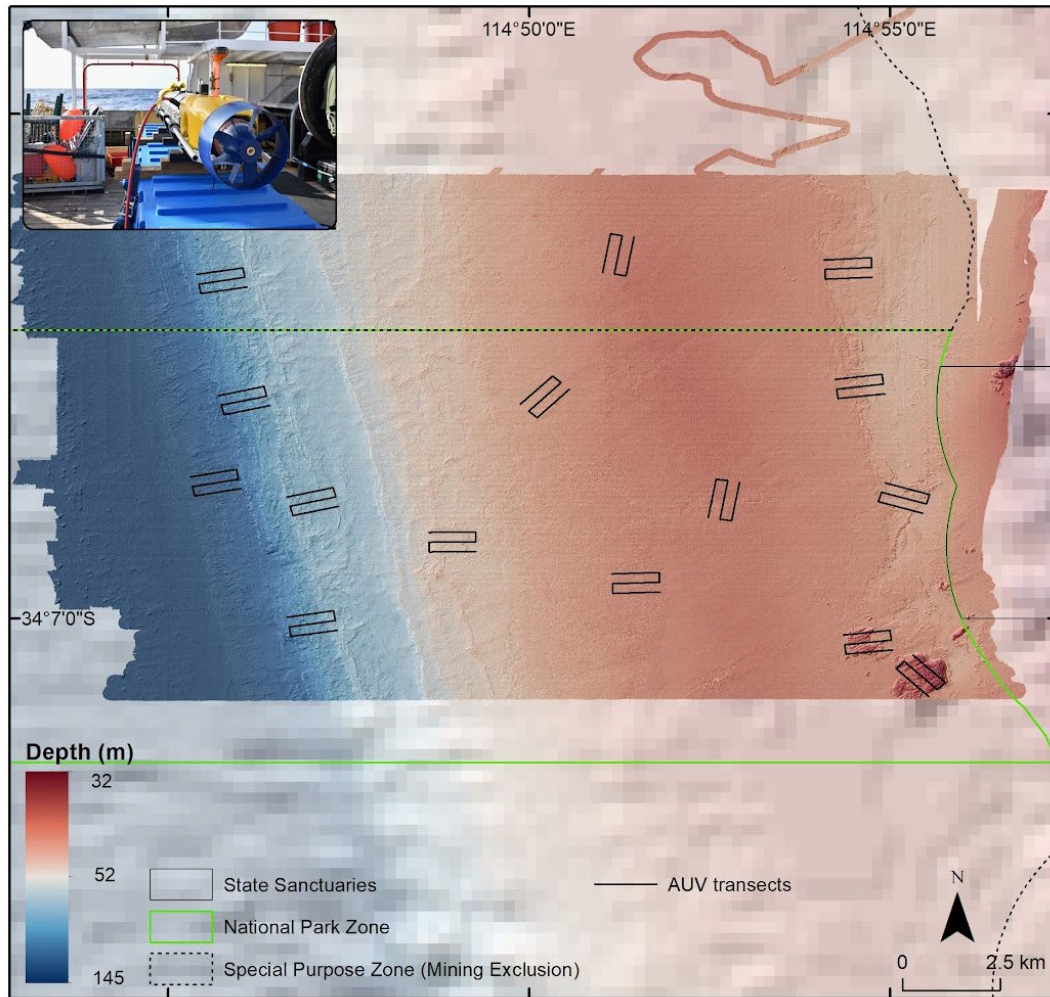 114°50'0"E
114°55'0"E
34°7'0"S
Depth (m)
32
52
145
State Sanctuaries
National Park Zone
Special Purpose Zone (Mining Exclusion)
AUV transects
N
0 2.5 km